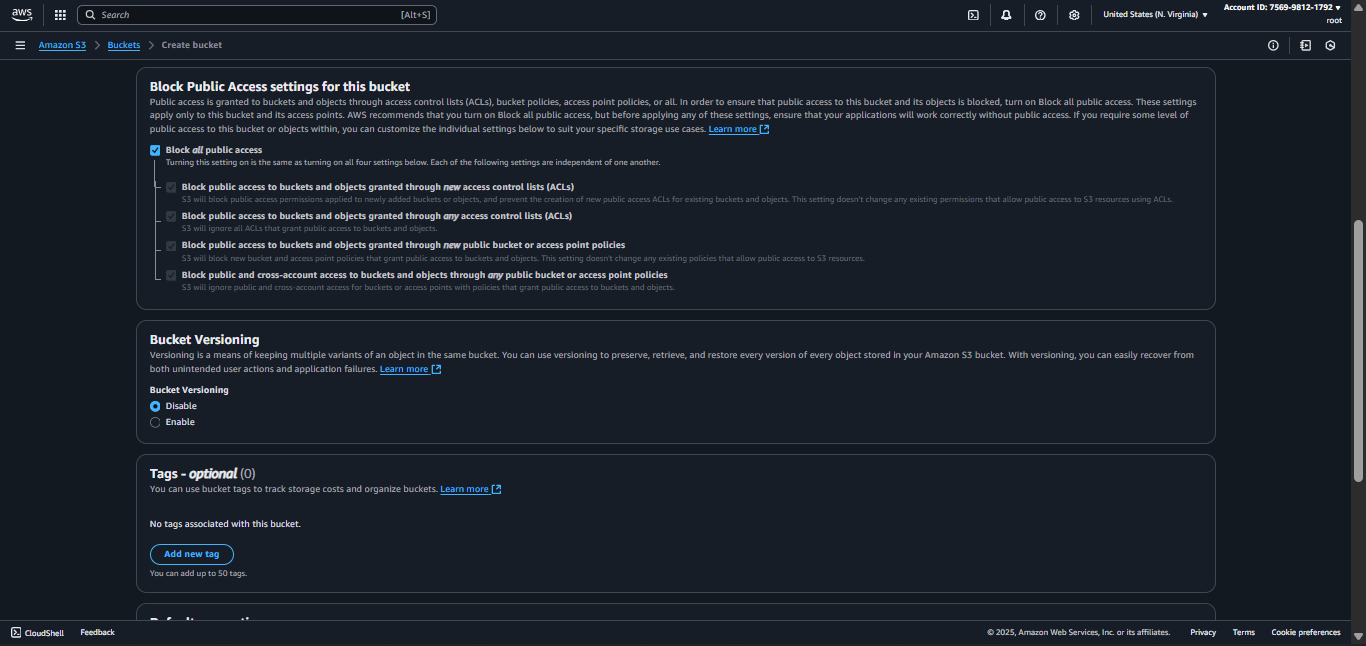 aws
Search
[Alt+S]
United States (N. Virginia)
Account ID: 7569-9812-1792
root
Amazon S3
Buckets
Create bucket
Block Public Access settings for this bucket
Public access is granted to buckets and objects through access control lists (ACLs), bucket policies, access point policies, or all. In order to ensure that public access to this bucket and its objects is blocked, turn on Block all public access. These settings
apply only to this bucket and its access points. AWS recommends that you turn on Block all public access, but before applying any of these settings, ensure that your applications will work correctly without public access. If you require some level of
public access to this bucket or objects within, you can customize the individual settings below to suit your specific storage use cases. Learn more
Block all public access
Turning this setting on is the same as turning on all four settings below. Each of the following settings are independent of one another.
Block public access to buckets and objects granted through new access control lists (ACLs)
S3 will block public access permissions applied to newly added buckets or objects, and prevent the creation of new public access ACLs for existing buckets and objects. This setting doesn't change any existing permissions that allow public access to S3 resources using ACLs.
Block public access to buckets and objects granted through any access control lists (ACLs)
S3 will ignore all ACLs that grant public access to buckets and objects.
Block public access to buckets and objects granted through new public bucket or access point policies
S3 will block new bucket and access point policies that grant public access to buckets and objects. This setting doesn't change any existing policies that allow public access to S3 resources.
Block public and cross-account access to buckets and objects through any public bucket or access point policies
S3 will ignore public and cross-account access for buckets or access points with policies that grant public access to buckets and objects.
Bucket Versioning
Versioning is a means of keeping multiple variants of an object in the same bucket. You can use versioning to preserve, retrieve, and restore every version of every object stored in your Amazon S3 bucket. With versioning, you can easily recover from
both unintended user actions and application failures. Learn more
Bucket Versioning
Disable
Enable
Tags - optional (0)
You can use bucket tags to track storage costs and organize buckets. Learn more
No tags associated with this bucket.
Add new tag
You can add up to 50 tags.
CloudShell
Feedback
© 2025, Amazon Web Services, Inc. or its affiliates.
Privacy
Terms
Cookie preferences